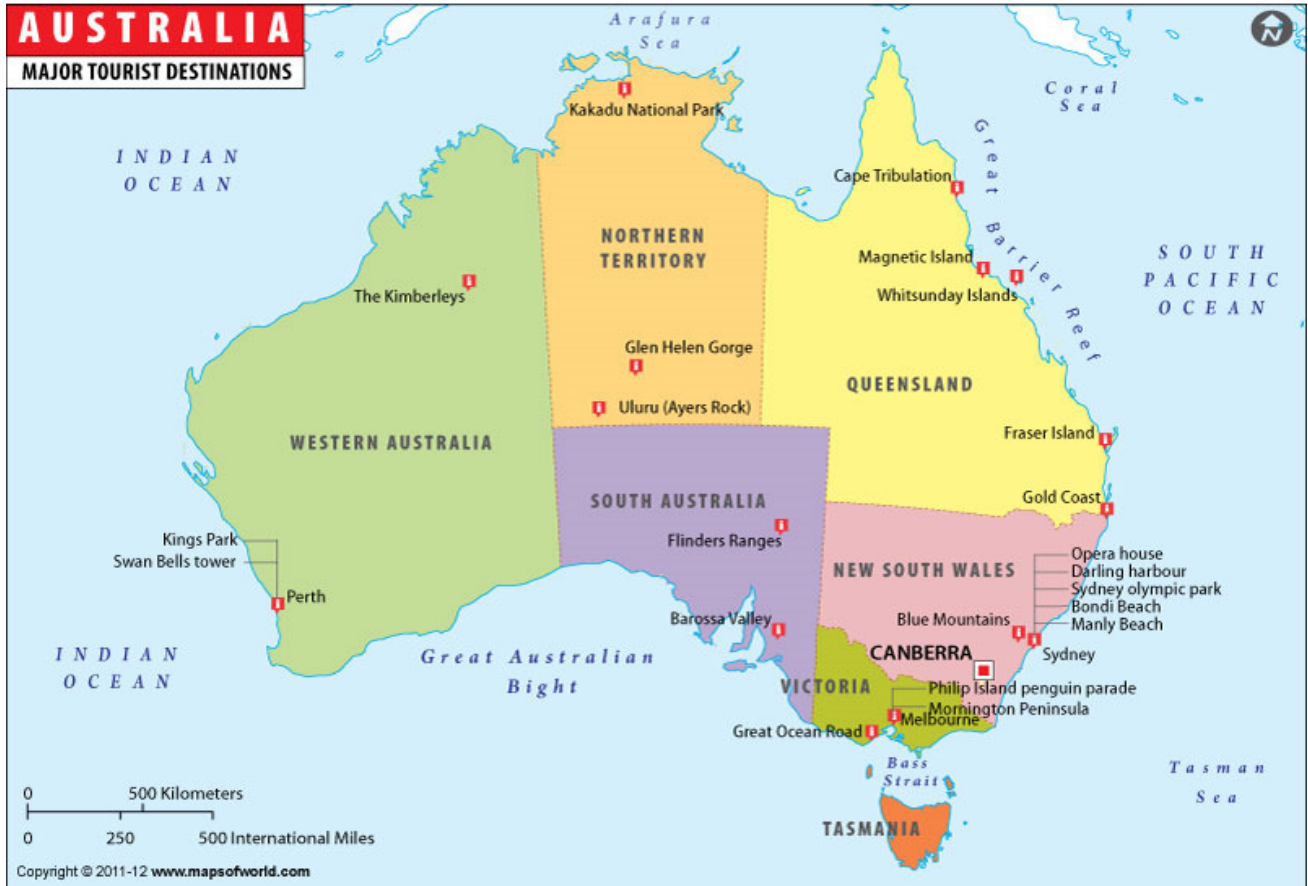 AUSTRALIA
MAJOR TOURIST DESTINATIONS
Arafura
Sea
N
Coral
Sea
Kakadu National Park
INDIAN
OCEAN
Great Barrier Reef
Cape Tribulation
NORTHERN
TERRITORY
SOUTH
PACIFIC
OCEAN
Magnetic Island
Whitsunday Islands
The Kimberleys
Glen Helen Gorge
QUEENSLAND
Uluru (Ayers Rock)
WESTERN AUSTRALIA
Fraser Island
SOUTH AUSTRALIA
Gold Coast
Kings Park
Swan Bells tower
Perth
Flinders Ranges
NEW SOUTH WALES
Opera house
Darling harbour
Sydney olympic park
Bondi Beach
Manly Beach
Barossa Valley
Blue Mountains
Sydney
CANBERRA
INDIAN
OCEAN
Great Australian
Bight
VICTORIA
Philip Island penguin parade
Mornington Peninsula
Melbourne
Great Ocean Road
Bass
Strait
Tasman
Sea
TASMANIA
0 500 Kilometers
0 250 500 International Miles
Copyright © 2011-12 www.mapsofworld.com